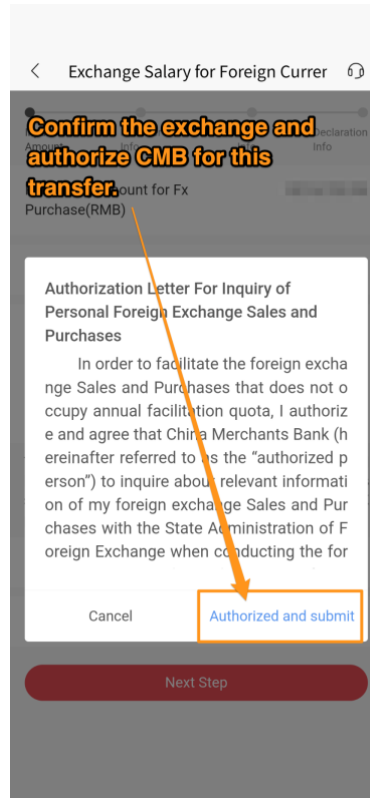 Exchange Salary for Foreign Currer
Confirm the exchange and
authorize CMB for this
transfer.
Amount
Info
Declaration
Info
ount for Fx
Purchase(RMB)
Authorization Letter For Inquiry of
Personal Foreign Exchange Sales and
Purchases
In order to facilitate the foreign excha
nge Sales and Purchases that does not o
ccupy annual facilitation quota, I authoriz
e and agree that China Merchants Bank (h
ereinafter referred to as the “authorized p
erson”) to inquire about relevant informati
on of my foreign exchange Sales and Pur
chases with the State Administration of F
oreign Exchange when conducting the for
Cancel
Authorized and submit
Next Step